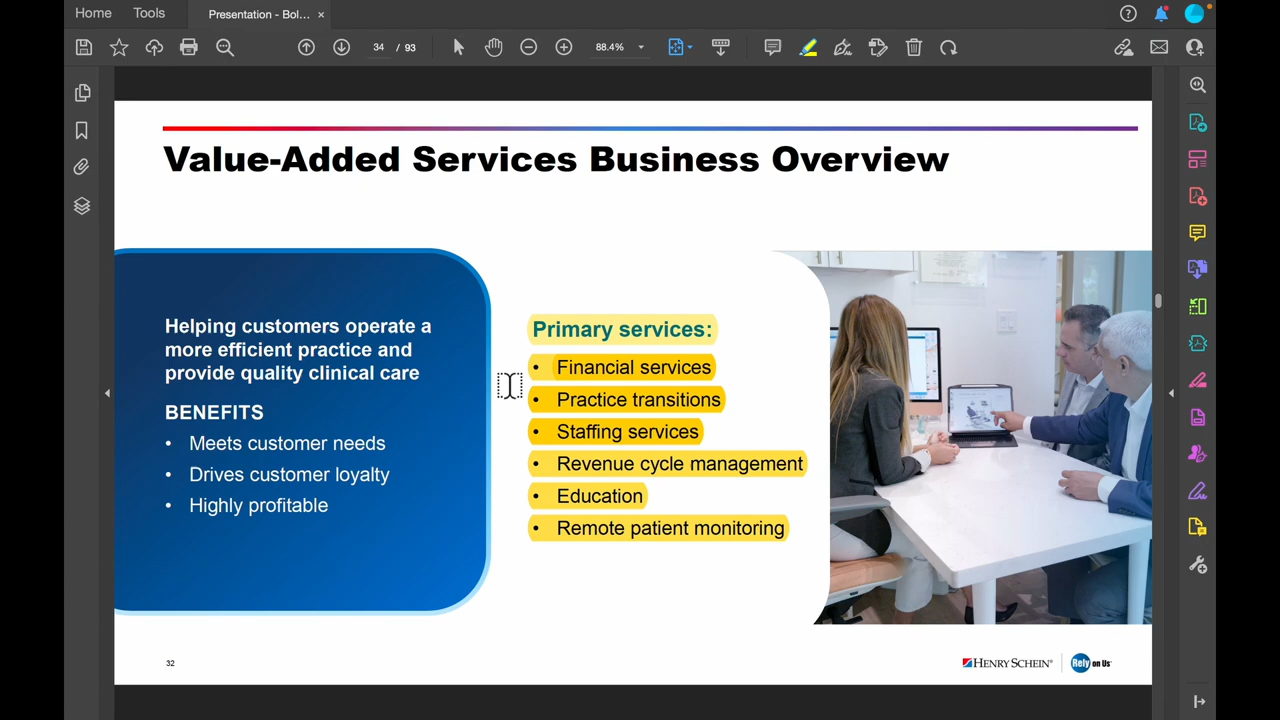 Home
Tools
Presentation - Bol... ×
34 / 93
88.4%
Value-Added Services Business Overview
Helping customers operate a
more efficient practice and
provide quality clinical care
BENEFITS
• Meets customer needs
• Drives customer loyalty
• Highly profitable
Primary services:
• Financial services
• Practice transitions
• Staffing services
• Revenue cycle management
• Education
• Remote patient monitoring
32
HENRY SCHEIN®
Rely on Us